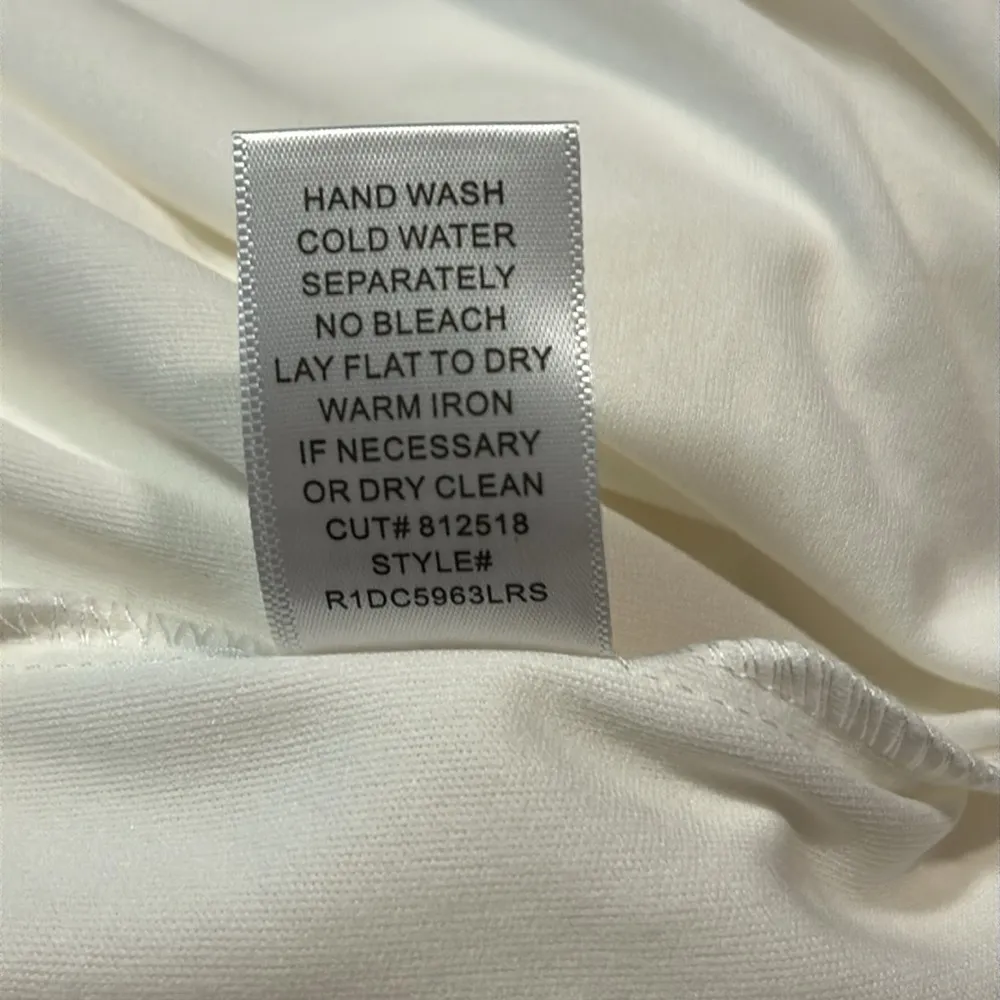 HAND WASH
COLD WATER
SEPARATELY
NO BLEACH
LAY FLAT TO DRY
WARM IRON
IF NECESSARY
OR DRY CLEAN
CUT# 812518
STYLE#
R1DC5963LRS